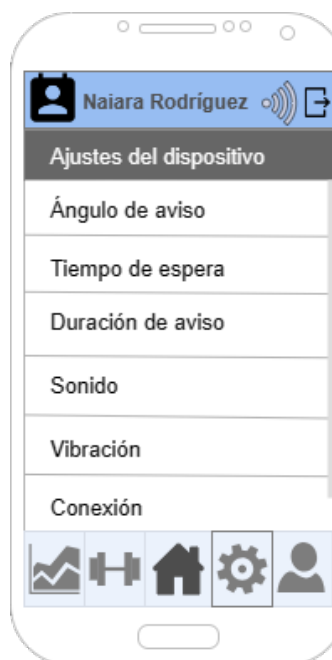 Naiara Rodríguez
Ajustes del dispositivo
Ángulo de aviso
Tiempo de espera
Duración de aviso
Sonido
Vibración
Conexión